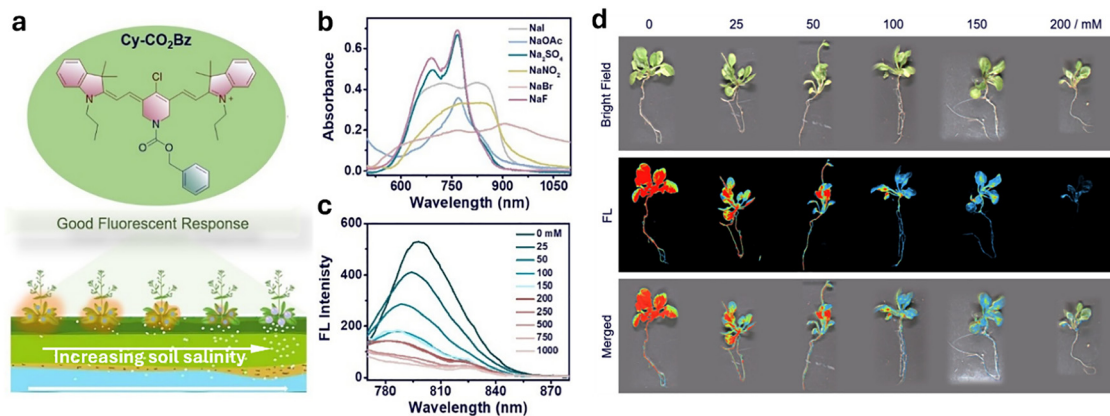 a
Cy-CO₂Bz
Cl
N
N
+
N
O
O
Good Fluorescent Response
Increasing soil salinity
b
Absorbance
0.6
0.4
0.2
0.0
600
750
900
1050
Wavelength (nm)
NaI
NaOAc
Na₂SO₄
NaNO₂
NaBr
NaF
c
FL Intenisty
600
400
200
0
780
810
840
870
Wavelength (nm)
0 mM
25
50
100
150
200
250
500
750
1000
d
0
25
50
100
150
200 / mM
Bright Field
FL
Merged